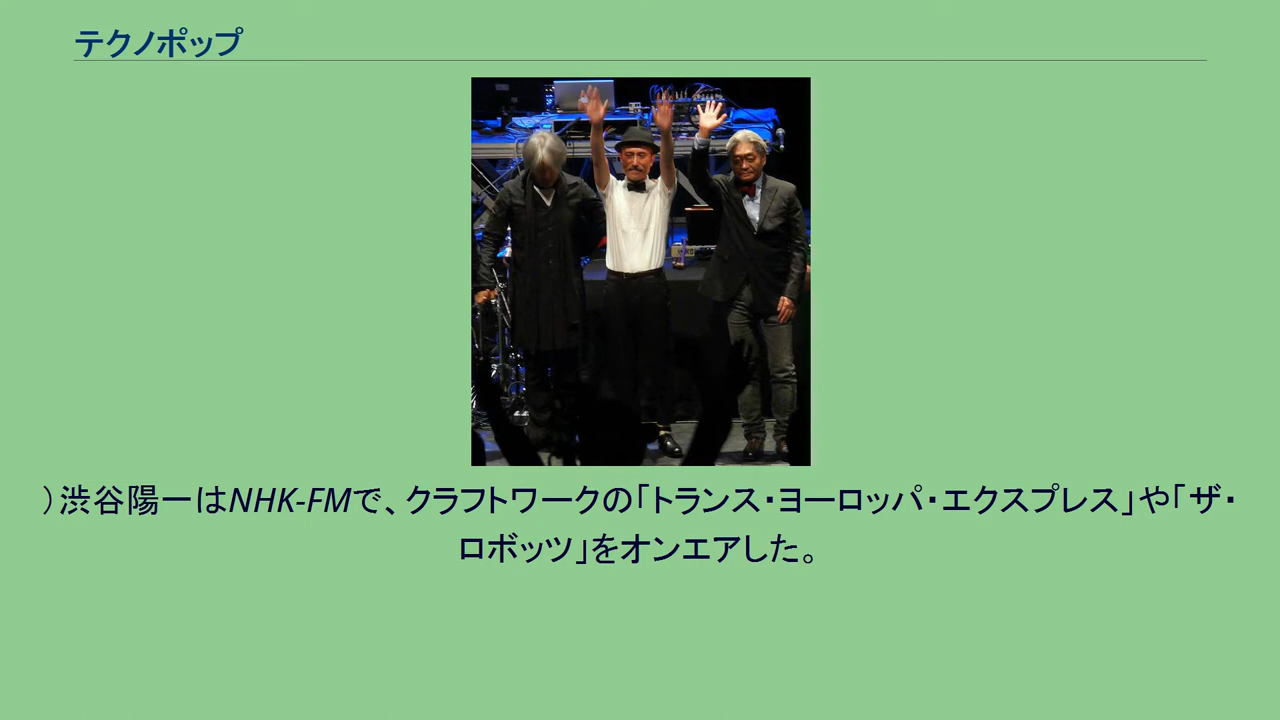 テクノポップ
）渋谷陽一はNHK-FMで、クラフトワークの「トランス・ヨーロッパ・エクスプレス」や「ザ・
ロボッツ」をオンエアした。